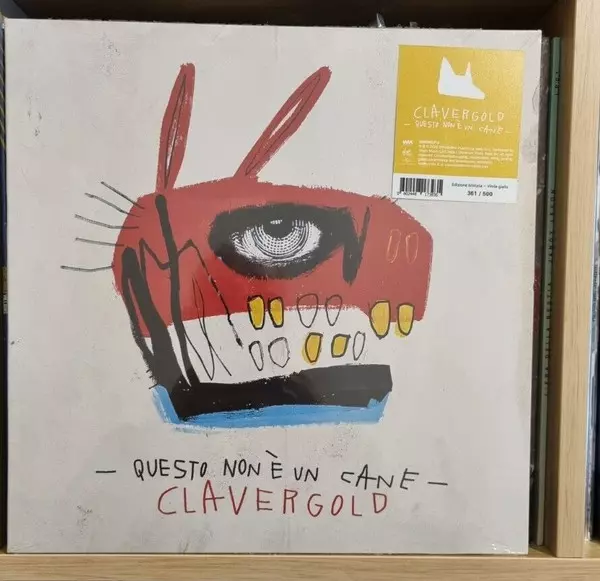 CLAVERGOLD
— QUESTO NON È UN CANE —
Edizione limitata – vinile giallo
361 / 500
— QUESTO NON È UN CANE —
CLAVERGOLD